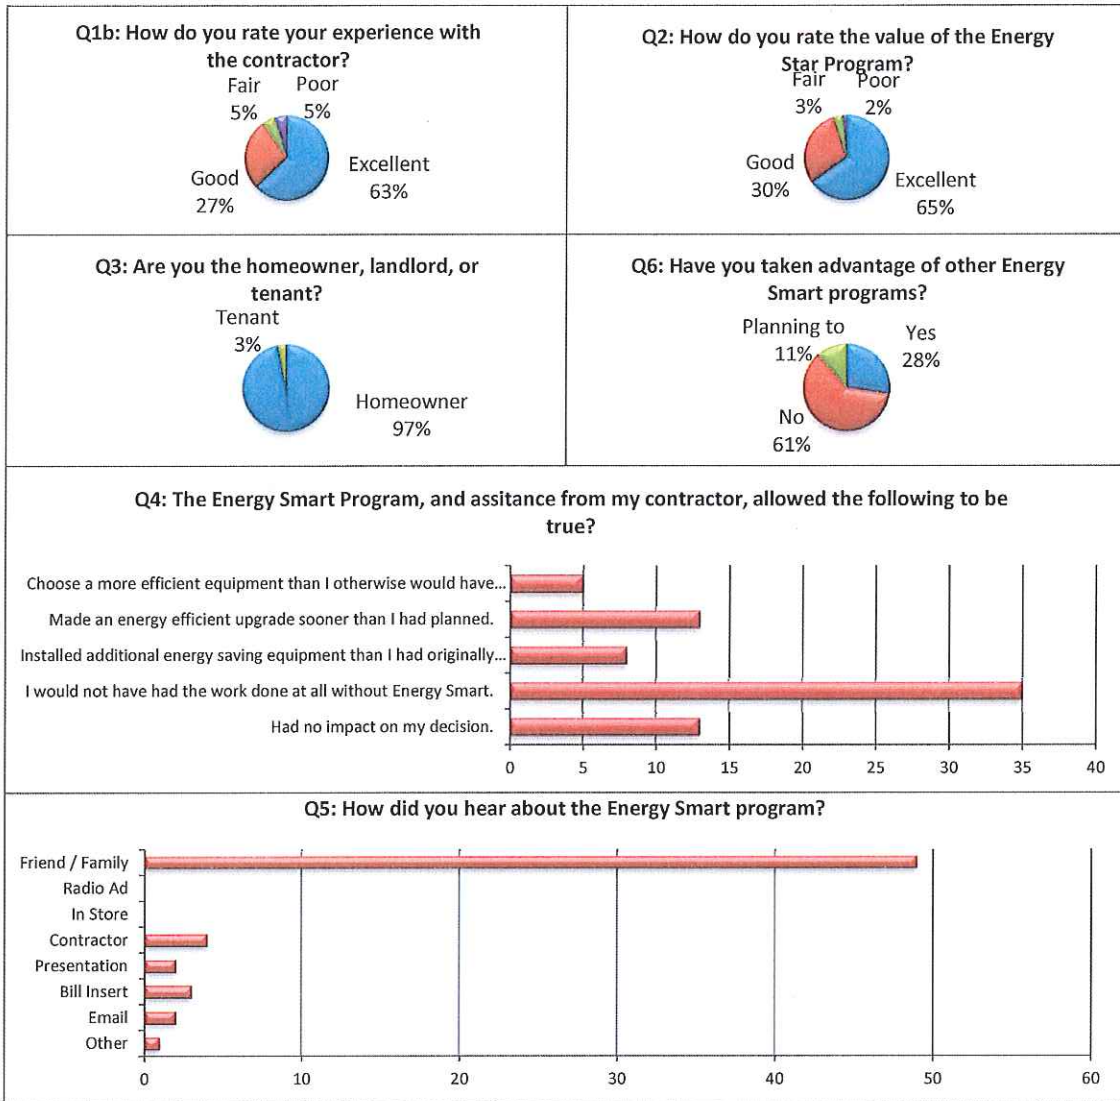 Q1b: How do you rate your experience with
the contractor?
Fair
5%
Poor
5%
Good
27%
Excellent
63%
Q2: How do you rate the value of the Energy
Star Program?
Fair
3%
Poor
2%
Good
30%
Excellent
65%
Q3: Are you the homeowner, landlord, or
tenant?
Tenant
3%
Homeowner
97%
Q6: Have you taken advantage of other Energy
Smart programs?
Planning to
11%
Yes
28%
No
61%
Q4: The Energy Smart Program, and assitance from my contractor, allowed the following to be
true?
Choose a more efficient equipment than I otherwise would have...
Made an energy efficient upgrade sooner than I had planned.
Installed additional energy saving equipment than I had originally...
I would not have had the work done at all without Energy Smart.
Had no impact on my decision.
0 5 10 15 20 25 30 35 40
Q5: How did you hear about the Energy Smart program?
Friend / Family
Radio Ad
In Store
Contractor
Presentation
Bill Insert
Email
Other
0 10 20 30 40 50 60